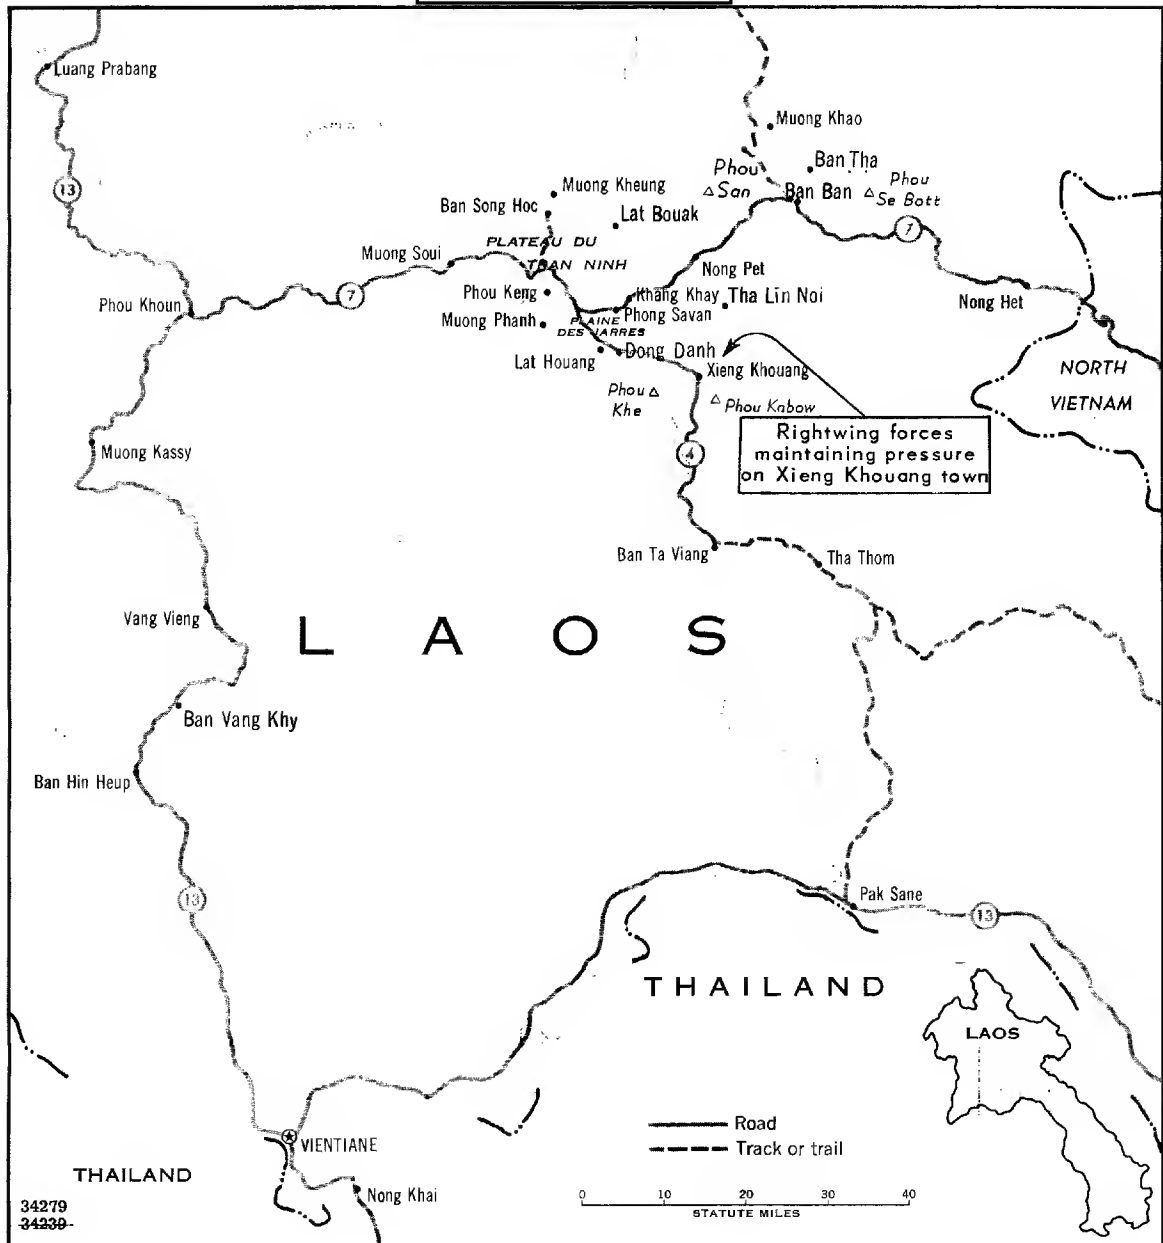 Luang Prabang
Muong Khao
Ban Tha
Phou
San
Phou
Se Bott
13
Muong Kheung
Ban Ban
Ban Song Hoc
Lat Bouak
7
PLATEAU DU
TRAN NINH
Muong Soui
Nong Pet
Phou Keng
Khang Khay
Tha Lin Noi
Nong Het
7
Phou Khoun
Phong Savan
Muong Phanh
PLAINE
DES JARRES
Dong Danh
Lat Houang
Xieng Khouang
NORTH
VIETNAM
Phou
Khe
Phou Kabow
Rightwing forces
maintaining pressure
on Xieng Khouang town
Muong Kassy
4
Ban Ta Viang
Tha Thom
Vang Vieng
LAOS
Ban Vang Khy
Ban Hin Heup
13
Pak Sane
13
THAILAND
LAOS
Road
Track or trail
VIENTIANE
THAILAND
Nong Khai
0 10 20 30 40
STATUTE MILES
34279
34239